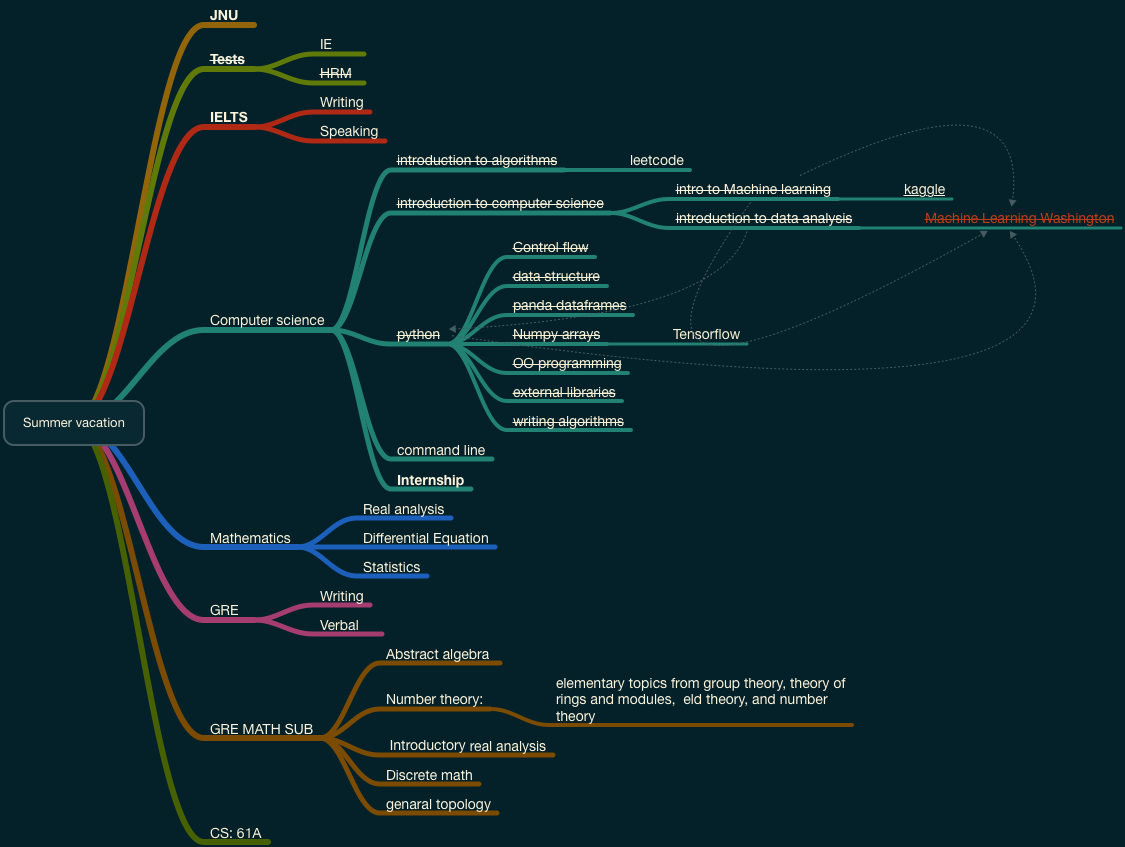 JNU
Tests
IE
HRM
IELTS
Writing
Speaking
Computer science
introduction to algorithms
leetcode
introduction to computer science
intro to Machine learning
kaggle
introduction to data analysis
Machine Learning Washington
python
Control flow
data structure
panda dataframes
Numpy arrays
Tensorflow
OO programming
external libraries
writing algorithms
command line
Internship
Summer vacation
Mathematics
Real analysis
Differential Equation
Statistics
GRE
Writing
Verbal
GRE MATH SUB
Abstract algebra
Number theory:
elementary topics from group theory, theory of
rings and modules,  eld theory, and number
theory
Introductory real analysis
Discrete math
genaral topology
CS: 61A